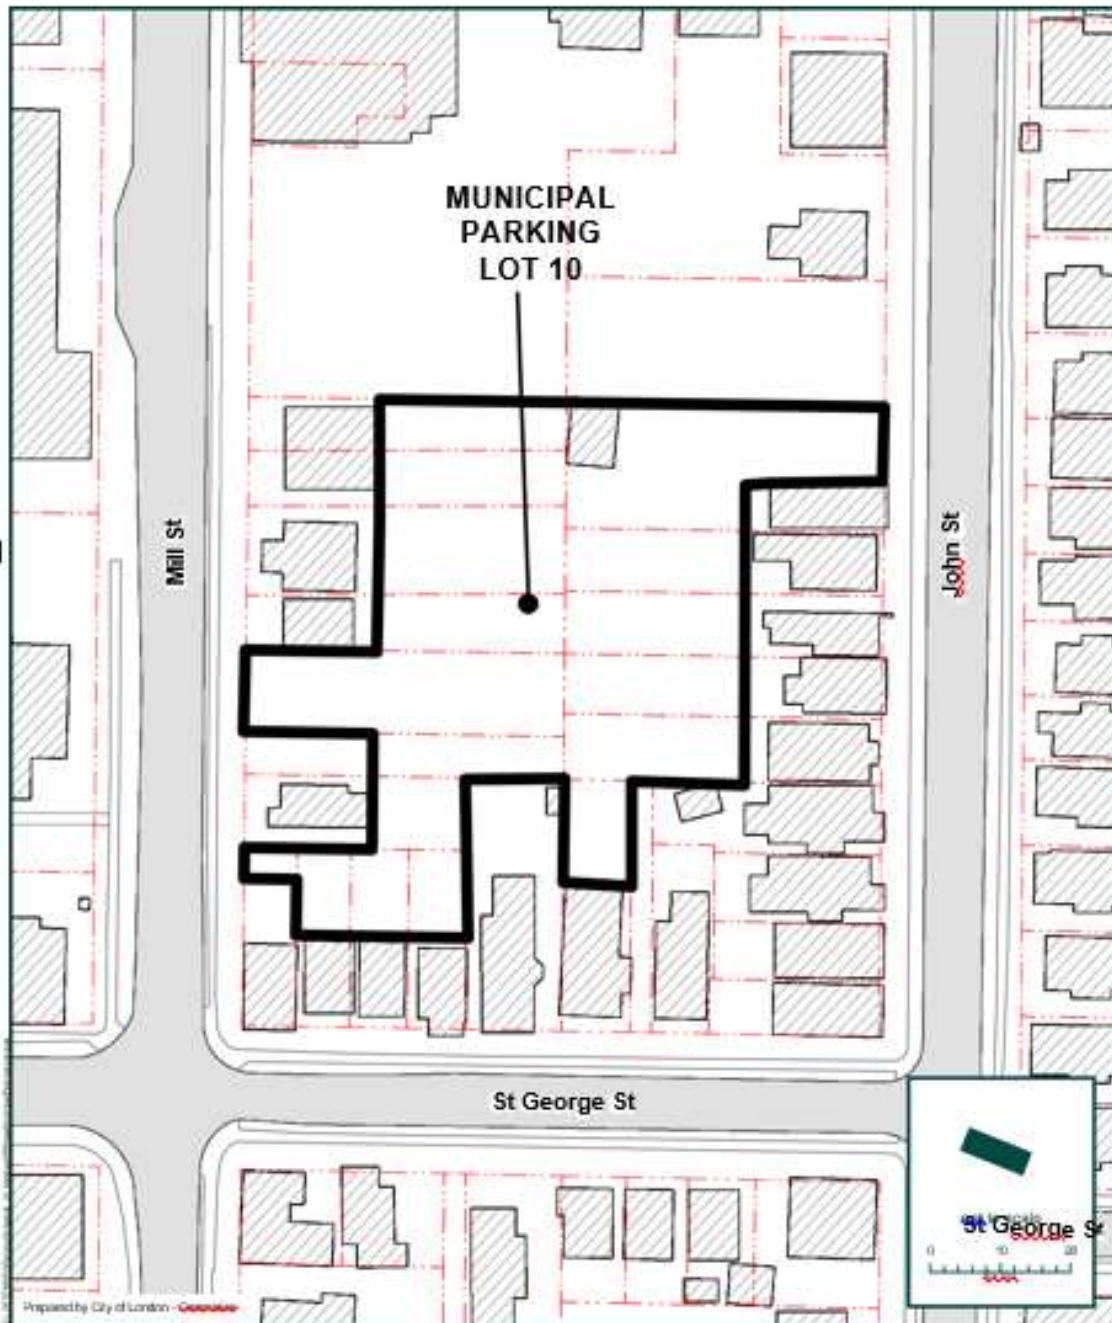 MUNICIPAL
PARKING
LOT 10
Mill St
John St
St George St
St George St
0 10 20
Prepared by City of London -